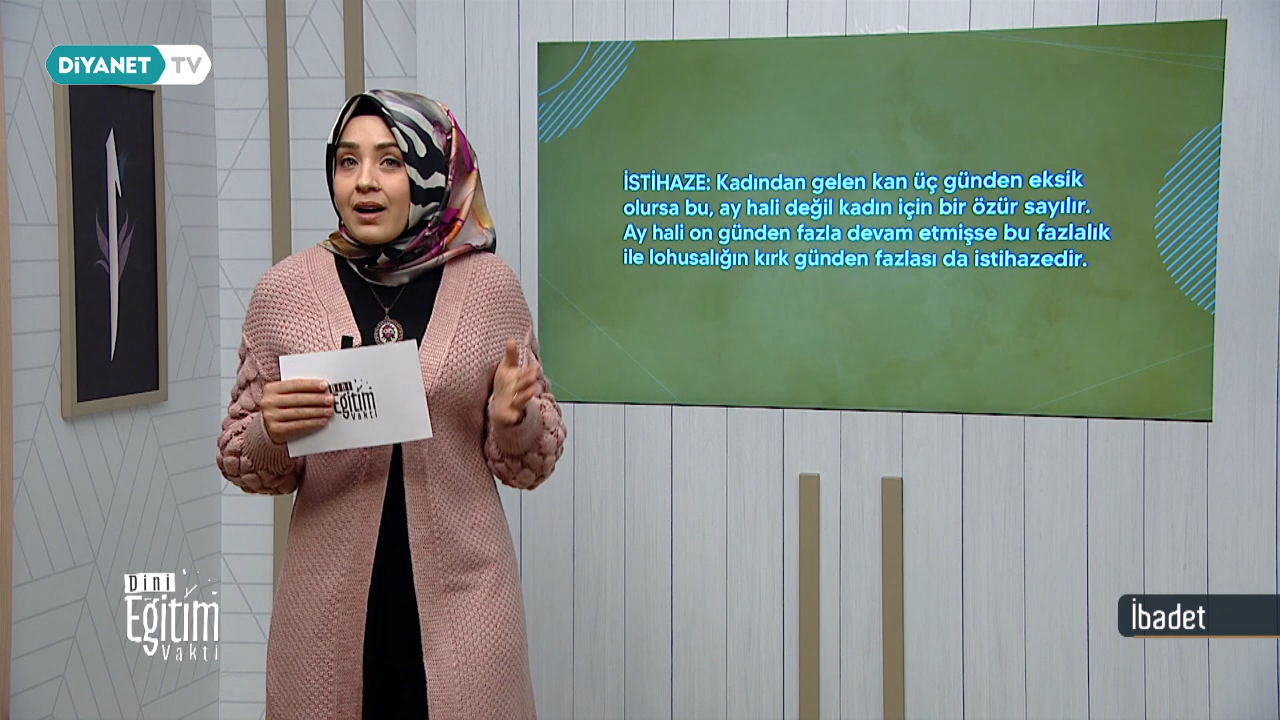 DİYANET TV
İSTİHAZE: Kadından gelen kan üç günden eksik
olursa bu, ay hali değil kadın için bir özür sayılır.
Ay hali on günden fazla devam etmişse bu fazlalık
ile lohusalığın kırk günden fazlası da istihazedir.
Eğitim
Vakti
Dini
Eğitim
Vakti
İbadet